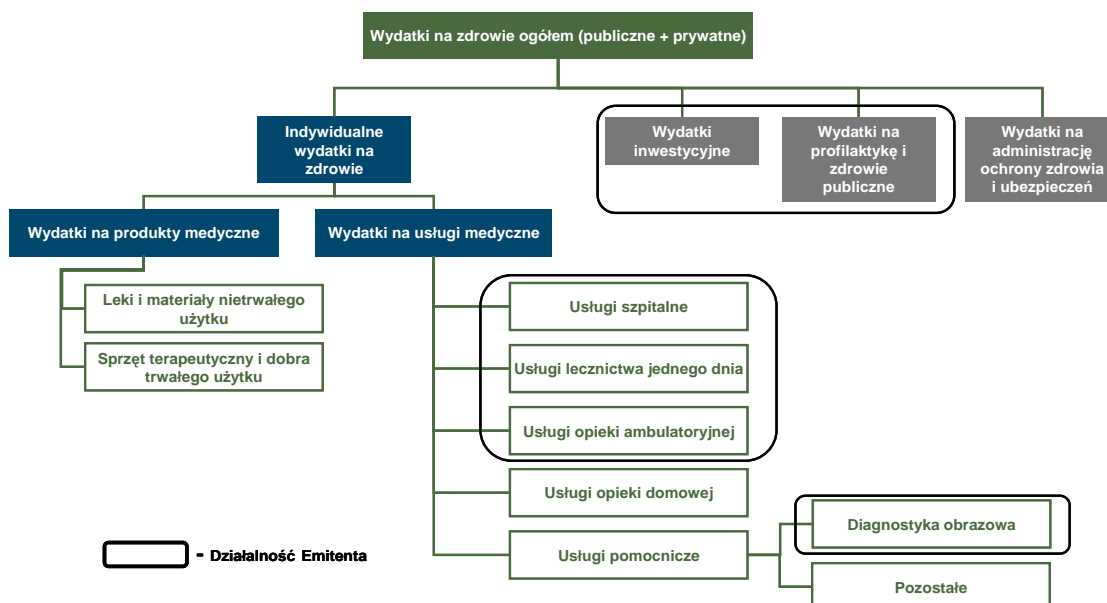 Wydatki na zdrowie ogółem (publiczne + prywatne)
Indywidualne
wydatki na
zdrowie
Wydatki
inwestycyjne
Wydatki na
profilaktykę i
zdrowie
publiczne
Wydatki na
administrację
ochrony zdrowia
i ubezpieczeń
Wydatki na produkty medyczne
Wydatki na usługi medyczne
Leki i materiały nietrwałego
użytku
Sprzęt terapeutyczny i dobra
trwałego użytku
Usługi szpitalne
Usługi lecznictwa jednego dnia
Usługi opieki ambulatoryjnej
Usługi opieki domowej
Usługi pomocnicze
Diagnostyka obrazowa
Pozostałe
- Działalność Emitenta